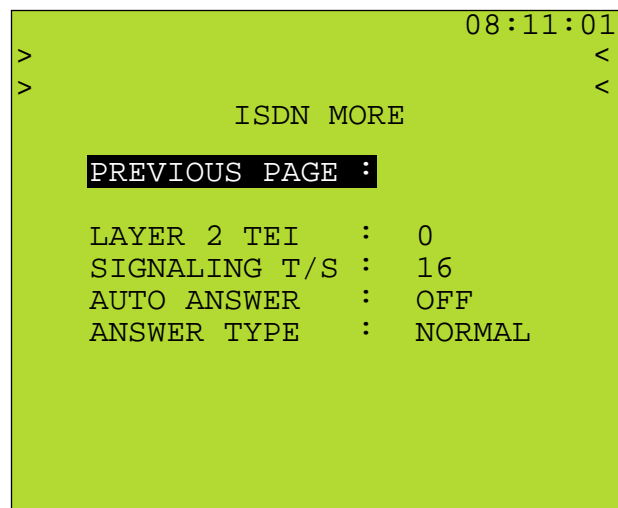 08:11:01
> <
> <
ISDN MORE
PREVIOUS PAGE :
LAYER 2 TEI : 0
SIGNALING T/S : 16
AUTO ANSWER : OFF
ANSWER TYPE : NORMAL